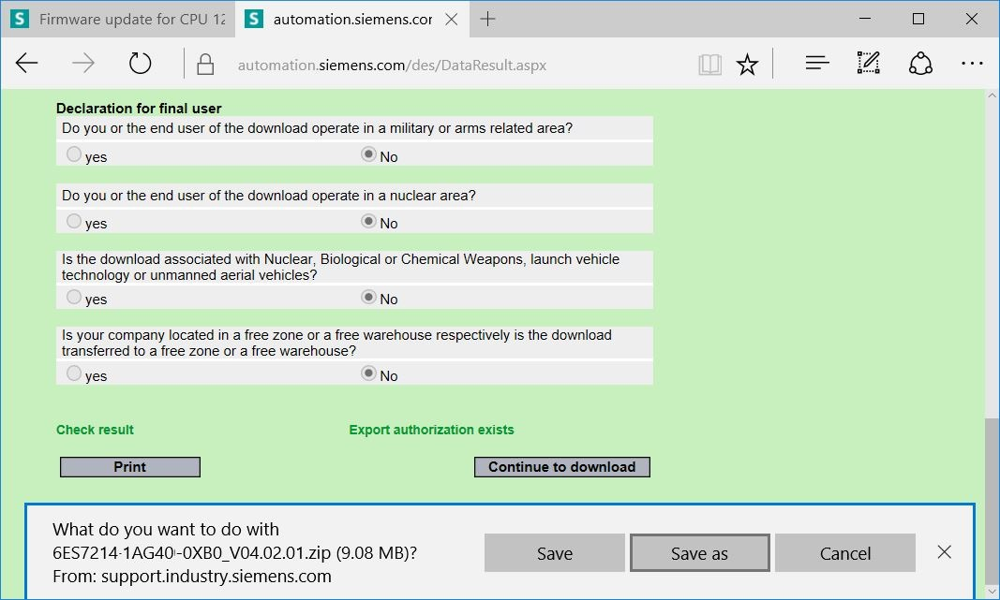 S Firmware update for CPU 12
S automation.siemens.cor
automation.siemens.com/des/DataResult.aspx
Declaration for final user
Do you or the end user of the download operate in a military or arms related area?
yes No
Do you or the end user of the download operate in a nuclear area?
yes No
Is the download associated with Nuclear, Biological or Chemical Weapons, launch vehicle
technology or unmanned aerial vehicles?
yes No
Is your company located in a free zone or a free warehouse respectively is the download
transferred to a free zone or a free warehouse?
yes No
Check result Export authorization exists
Print Continue to download
What do you want to do with
6ES7214-1AG40-0XB0_V04.02.01.zip (9.08 MB)?
From: support.industry.siemens.com
Save Save as Cancel